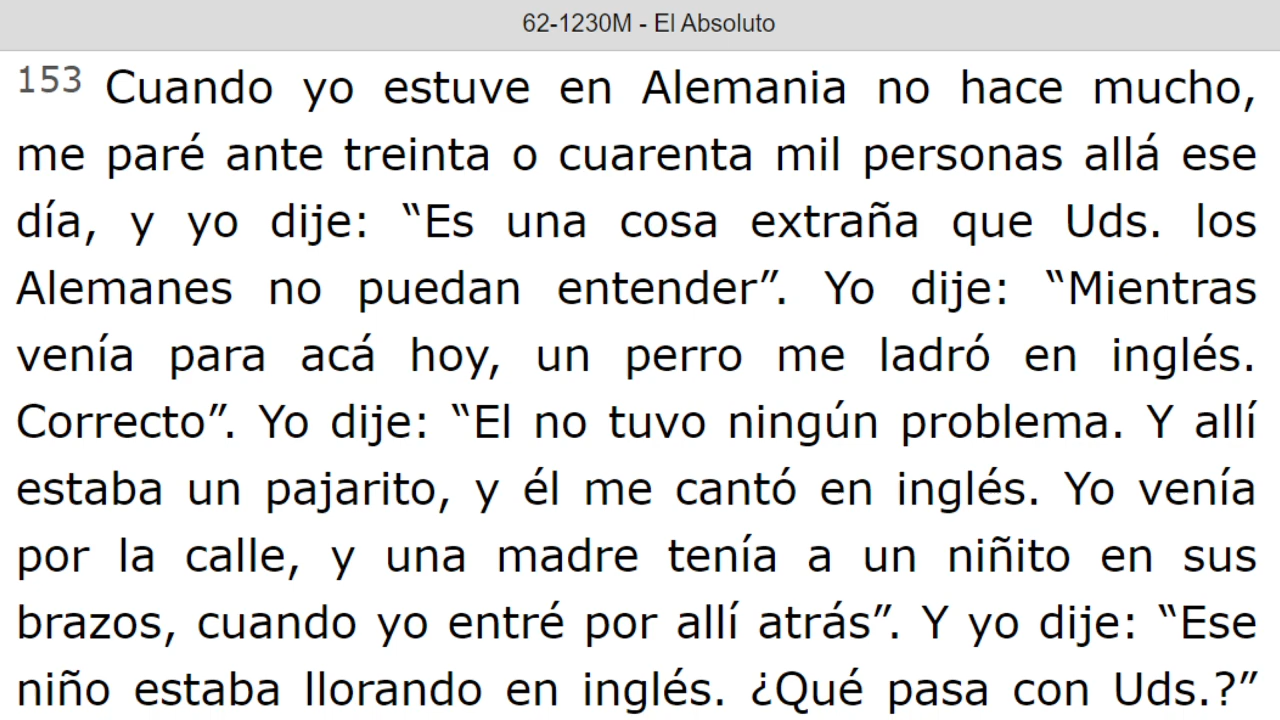 62-1230M - El Absoluto
153 Cuando yo estuve en Alemania no hace mucho,
me paré ante treinta o cuarenta mil personas allá ese
día, y yo dije: “Es una cosa extraña que Uds. los
Alemanes no puedan entender”. Yo dije: “Mientras
venía para acá hoy, un perro me ladró en inglés.
Correcto”. Yo dije: “El no tuvo ningún problema. Y allí
estaba un pajarito, y él me cantó en inglés. Yo venía
por la calle, y una madre tenía a un niñito en sus
brazos, cuando yo entré por allí atrás”. Y yo dije: “Ese
niño estaba llorando en inglés. ¿Qué pasa con Uds.?”